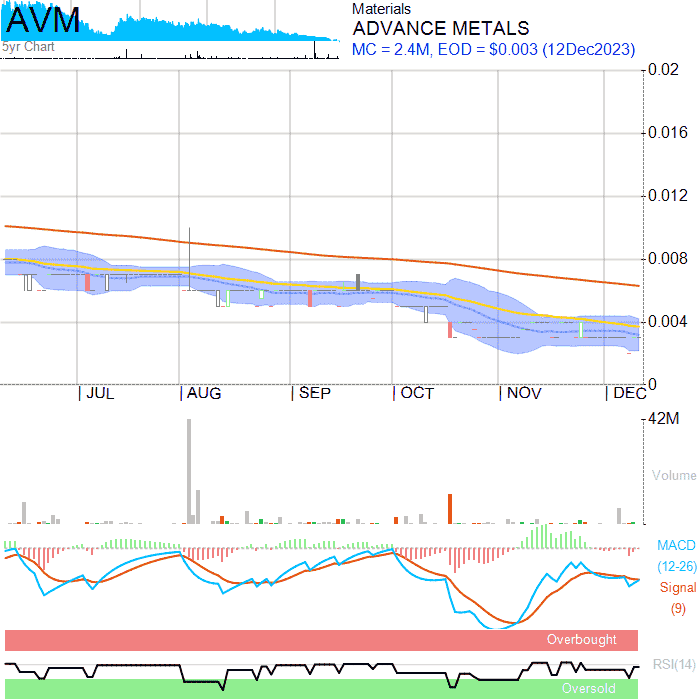 AVM
5yr Chart
Materials
ADVANCE METALS
MC = 2.4M, EOD = $0.003 (12Dec2023)
0.02
0.016
0.012
0.008
0.004
0
JUL AUG SEP OCT NOV DEC
42M
Volume
MACD
(12-26)
Signal
(9)
Overbought
RSI(14)
Oversold